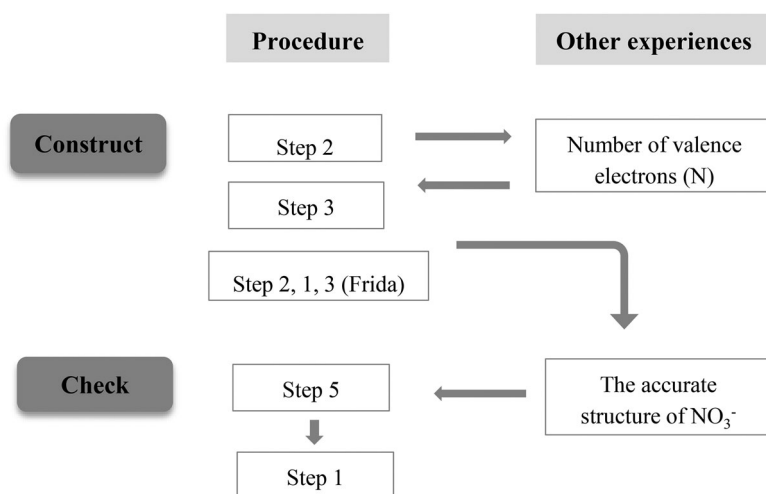 Procedure
Other experiences
Construct
Step 2
Number of valence
electrons (N)
Step 3
Step 2, 1, 3 (Frida)
Check
Step 5
The accurate
structure of NO₃⁻
Step 1